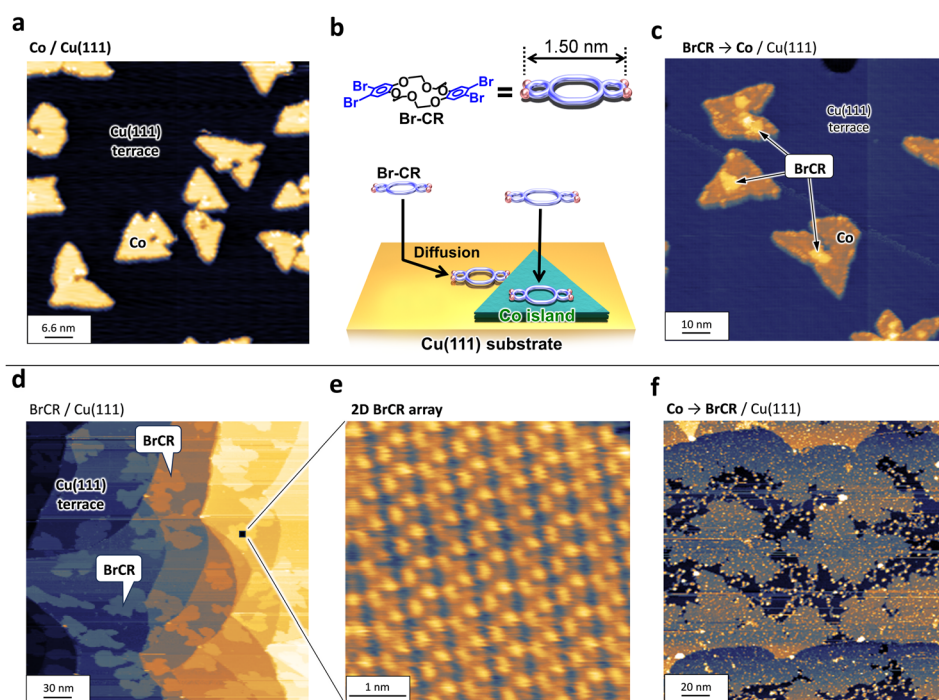 a
Co / Cu(111)
Cu(111)
terrace
Co
6.6 nm
b
1.50 nm
Br
Br
O
O
O
O
O
O
Br
Br
=
Br-CR
Br-CR
Diffusion
Co island
Cu(111) substrate
c
BrCR → Co / Cu(111)
Cu(111)
terrace
BrCR
Co
10 nm
d
BrCR / Cu(111)
BrCR
Cu(111)
terrace
BrCR
30 nm
e
2D BrCR array
1 nm
f
Co → BrCR / Cu(111)
20 nm